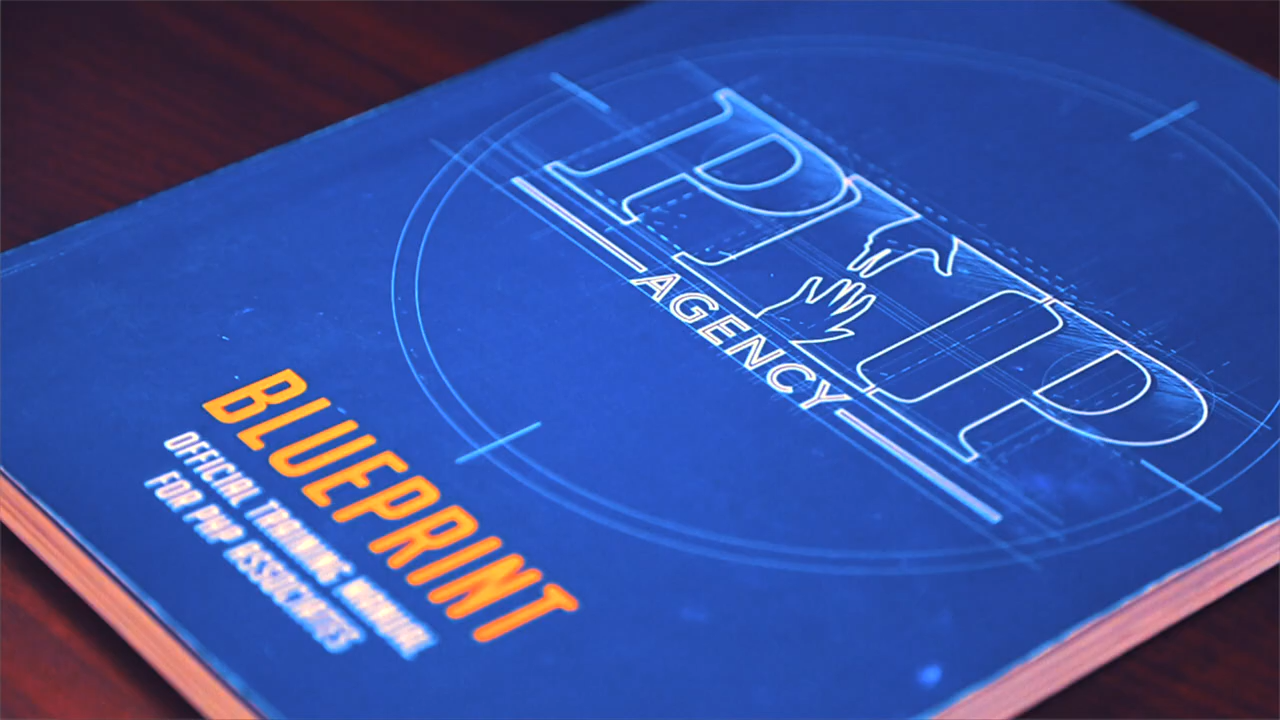 PHP
AGENCY
BLUEPRINT
OFFICIAL TRAINING MANUAL
FOR PHP ASSOCIATES